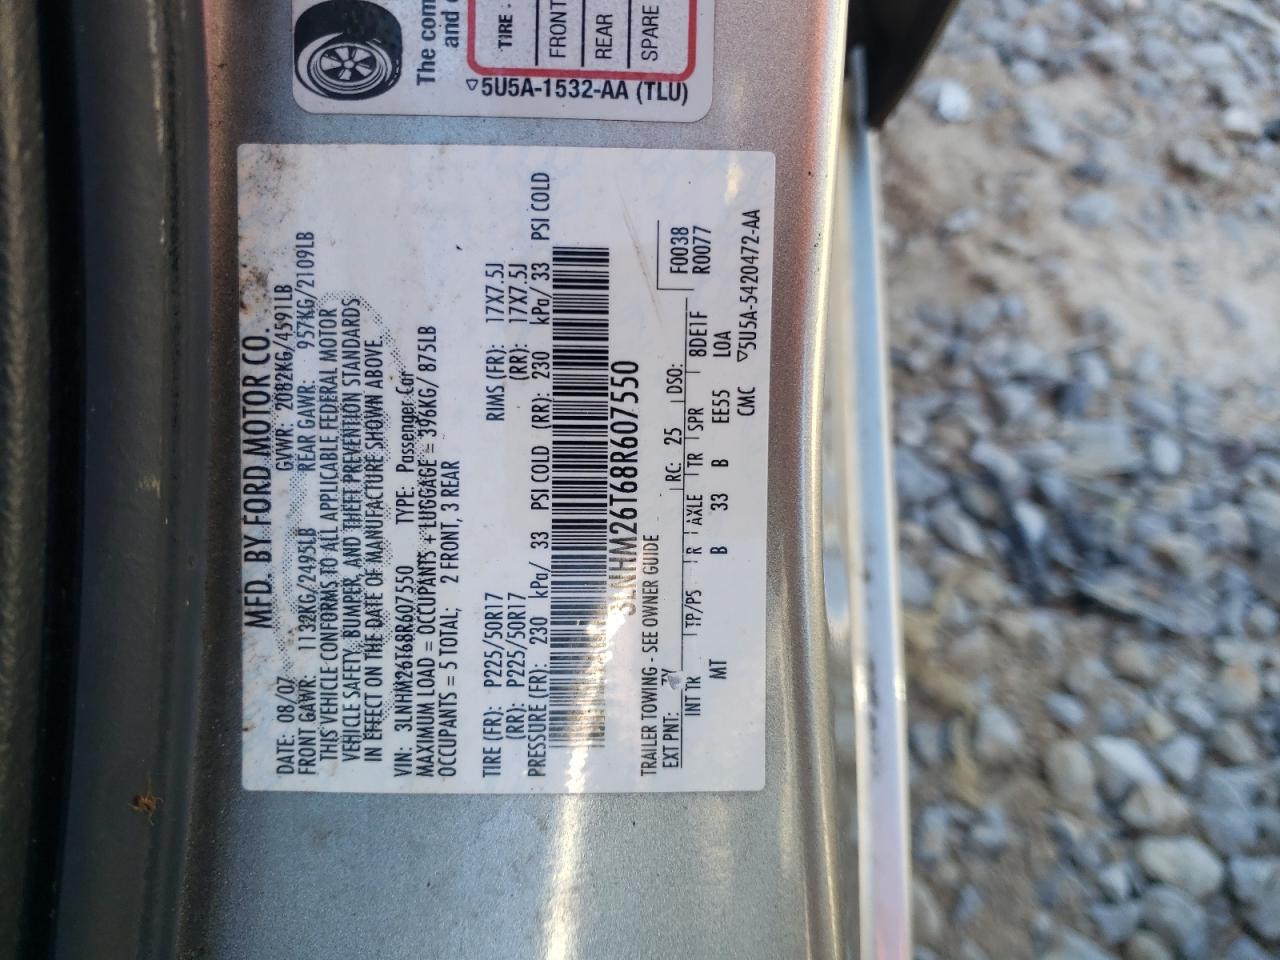 The com
and c
TIRE
FRONT
REAR
SPARE
▽5U5A-1532-AA (TLU)
MFD. BY FORD MOTOR CO.
DATE: 08/07 GVWR: 2082KG/4591LB
FRONT GAWR: 1132KG/2495LB REAR GAWR: 957KG/2109LB
THIS VEHICLE CONFORMS TO ALL APPLICABLE FEDERAL MOTOR
VEHICLE SAFETY, BUMPER, AND THEFT PREVENTION STANDARDS
IN EFFECT ON THE DATE OF MANUFACTURE SHOWN ABOVE.
VIN: 3LNHM26T68R607550 TYPE: Passenger Car
MAXIMUM LOAD = OCCUPANTS + LUGGAGE = 396KG/ 875LB
OCCUPANTS = 5 TOTAL; 2 FRONT, 3 REAR
TIRE (FR): P225/50R17 RIMS (FR): 17X7.5J
(RR): P225/50R17 (RR): 17X7.5J
PRESSURE (FR): 230 kPa/ 33 PSI COLD (RR): 230 kPa/ 33 PSI COLD
3LNHM26T68R607550
F0038
R0077
TRAILER TOWING - SEE OWNER GUIDE
EXT PNT: RC: 25 DSO:
INT TR TP/PS R AXLE TR SPR 8DE1F
MT B 33 B EE55 LOA
CMC ▽5U5A-5420472-AA